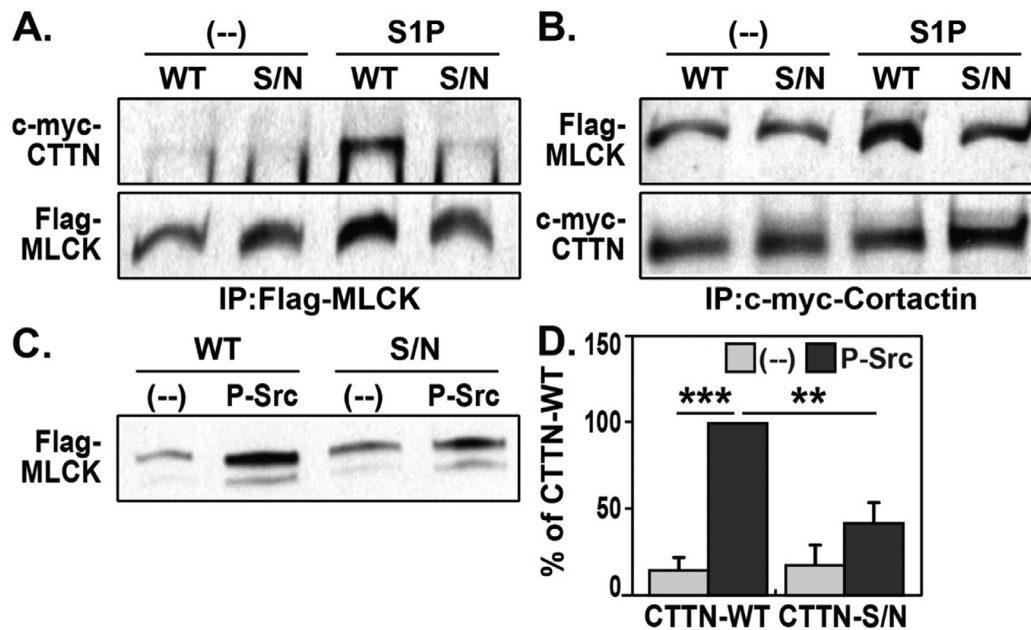 A.
(--) S1P
WT S/N WT S/N
c-myc-
CTTN
Flag-
MLCK
IP:Flag-MLCK
B.
(--) S1P
WT S/N WT S/N
Flag-
MLCK
c-myc-
CTTN
IP:c-myc-Cortactin
C.
WT S/N
(--) P-Src (--) P-Src
Flag-
MLCK
D.
% of CTTN-WT
150
100
50
0
(--) P-Src
*** **
CTTN-WT CTTN-S/N